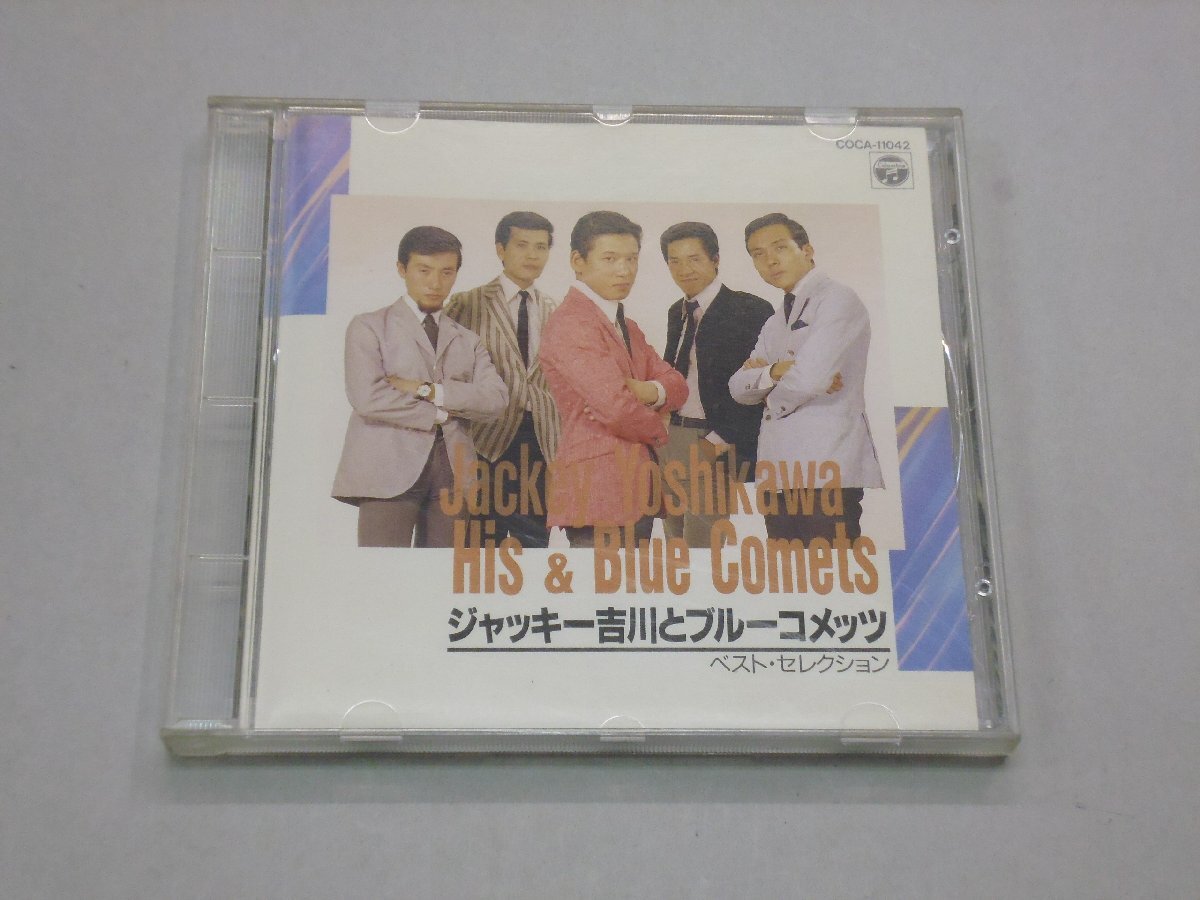 COCA-11042
Columbia
Jackey Yoshikawa
His & Blue Comets
ジャッキー吉川とブルーコメッツ
ベスト・セレクション